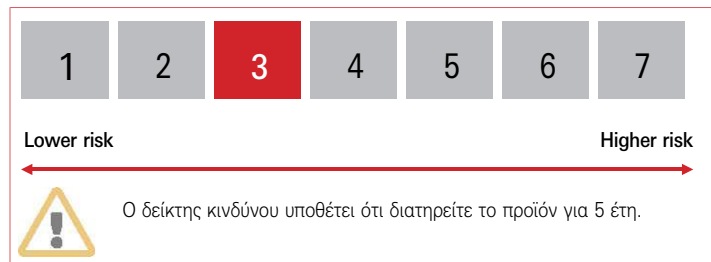 1 2 3 4 5 6 7
Lower risk Higher risk
Ο δείκτης κινδύνου υποθέτει ότι διατηρείτε το προϊόν για 5 έτη.